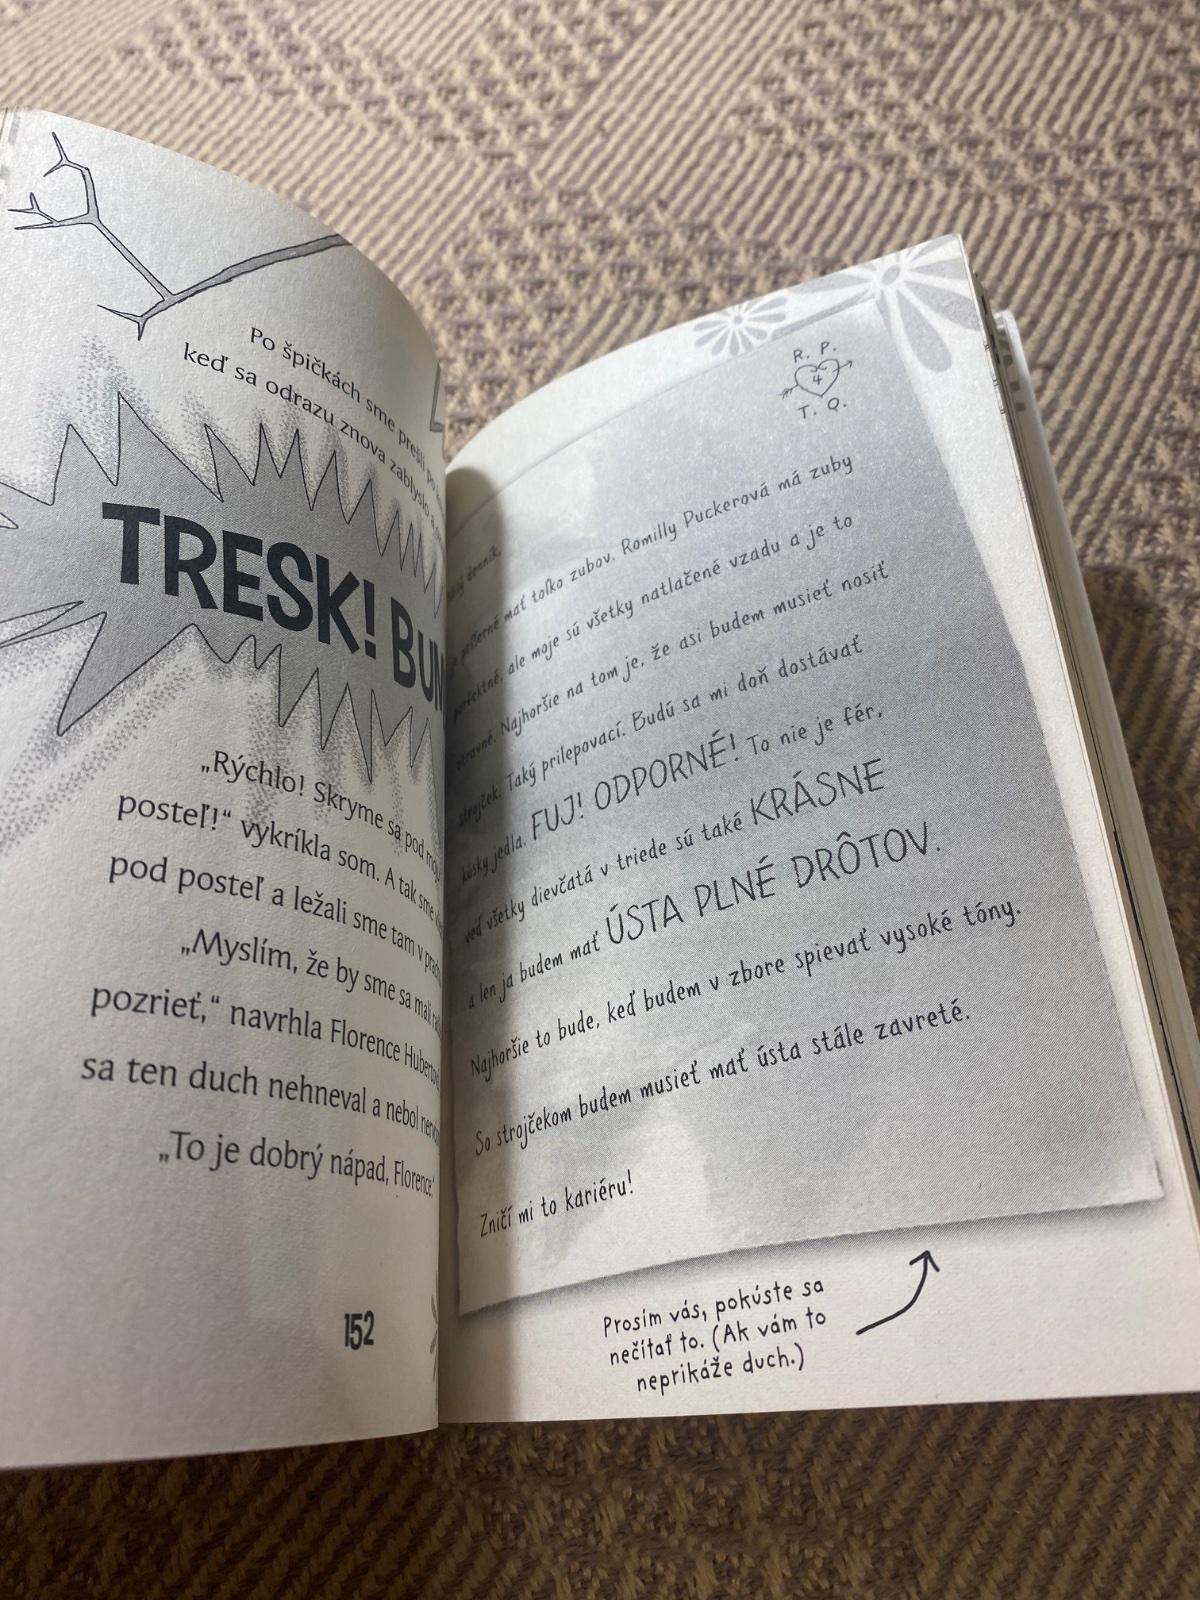 Po špičkách sme prešli
keď sa odrazu znova zablyslo a
TRESK! BUM
„Rýchlo! Skryme sa pod moju
posteľ!“ vykríkla som. A tak sme
pod posteľ a ležali sme tam v
„Myslím, že by sme sa mali
pozrieť,“ navrhla Florence
sa ten duch nehneval a nebol
„To je dobrý nápad, Florence.“
152
R. P.
4
T. Q.
denník,
je príšerné mať toľko zubov. Romilly Puckerová má zuby
perfektné, ale moje sú všetky natlačené vzadu a je to
otravné. Najhoršie na tom je, že asi budem musieť nosiť
strojček. Taký prilepovací. Budú sa mi doň dostávať
kúsky jedla. FUJ! ODPORNÉ! To nie je fér,
veď všetky dievčatá v triede sú také KRÁSNE
a len ja budem mať ÚSTA PLNÉ DRÔTOV.
Najhoršie to bude, keď budem v zbore spievať vysoké tóny.
So strojčekom budem musieť mať ústa stále zavreté.
Zničí mi to kariéru!
Prosím vás, pokúste sa
nečítať to. (Ak vám to
neprikáže duch.)